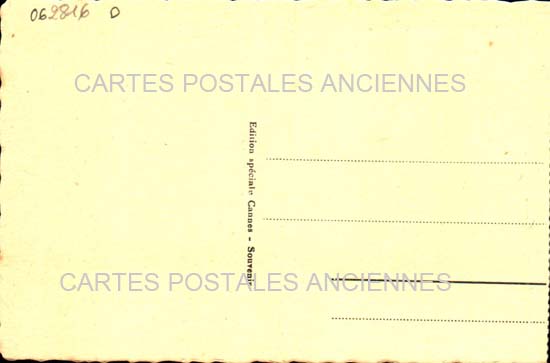 062816 D
CARTES POSTALES ANCIENNES
Edition spéciale Cannes - Souvenir
CARTES POSTALES ANCIENNES